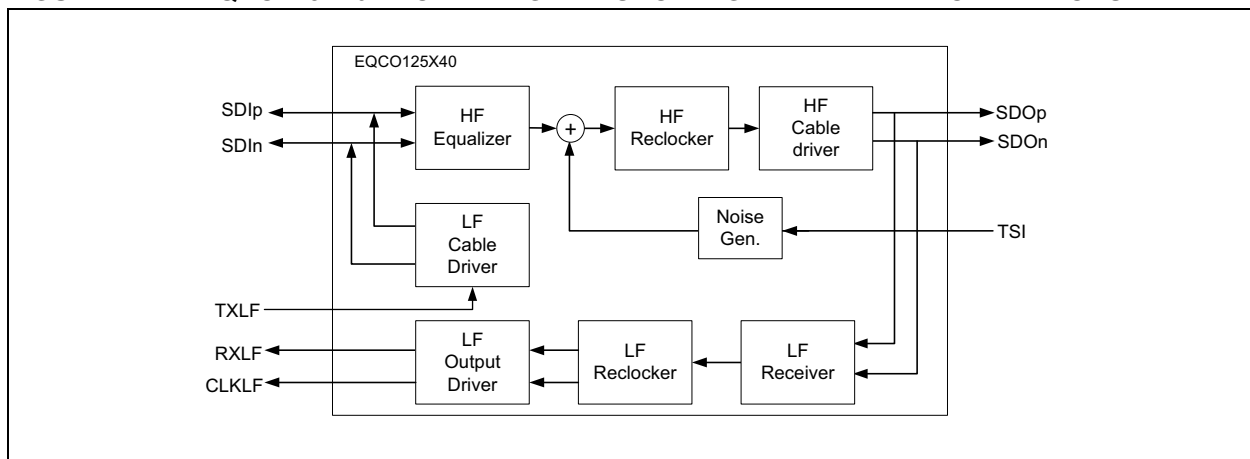 EQCO125X40
SDIp
SDIn
HF
Equalizer
+
HF
Reclocker
HF
Cable
driver
SDOp
SDOn
LF
Cable
Driver
Noise
Gen.
TSI
TXLF
RXLF
CLKLF
LF
Output
Driver
LF
Reclocker
LF
Receiver